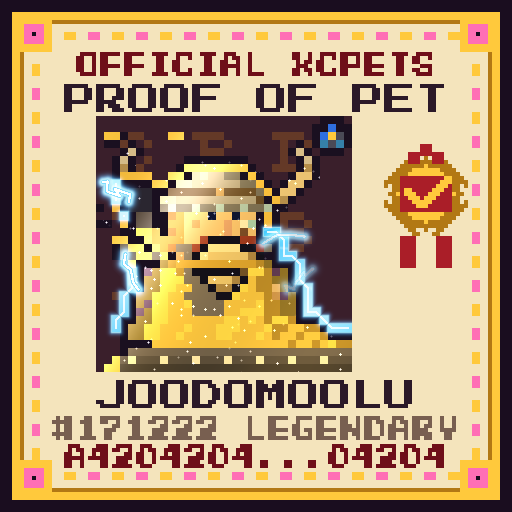 OFFICIAL XCPETS
PROOF OF PET
JOODOMOOLU
#171222 LEGENDARY
A4204204...04204